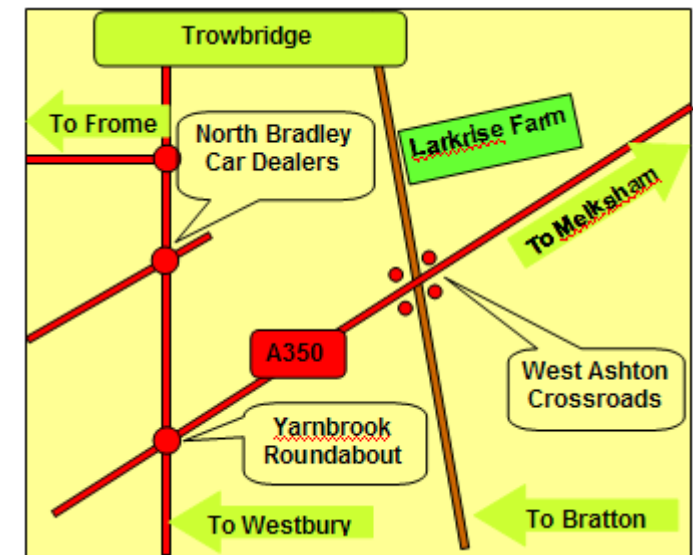 Trowbridge
To Frome
North Bradley
Car Dealers
Larkrise Farm
To Melksham
A350
West Ashton
Crossroads
Yarnbrook
Roundabout
To Westbury
To Bratton